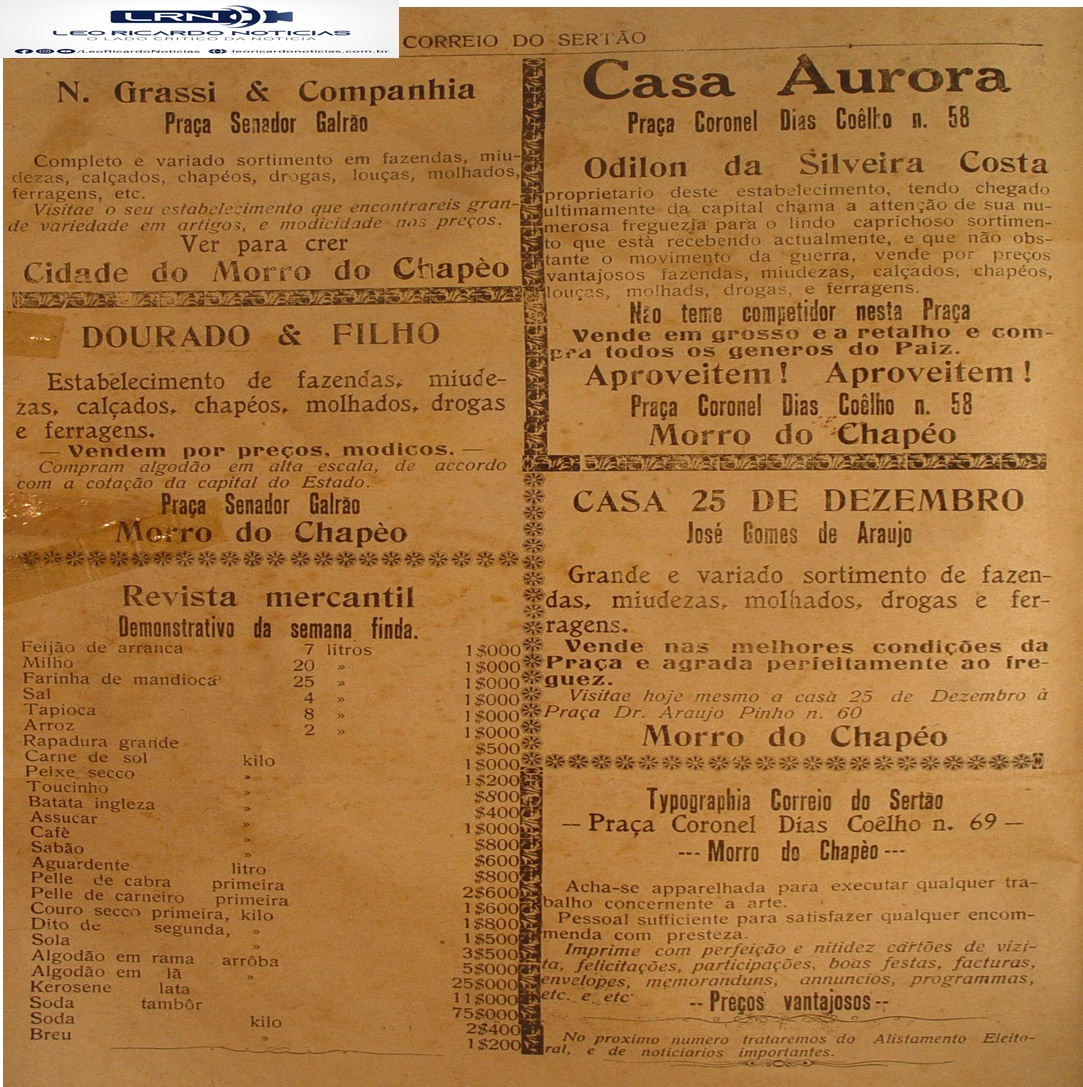 LRN
LEO RICARDO NOTICIAS
O LADO CRITICO DA NOTICIA
/LeoRicardoNoticias leoricardonoticias.com.br
CORREIO DO SERTÃO
N. Grassi & Companhia
Praça Senador Galrão
Completo e variado sortimento em fazendas, miu-
dezas, calçados, chapéos, drogas, louças, molhados,
ferragens, etc.
Visitae o seu estabelecimento que encontrareis gran-
de variedade em artigos, e modicidade nos preços.
Ver para crer
Cidade do Morro do Chapèo
DOURADO & FILHO
Estabelecimento de fazendas, miude-
zas, calçados, chapéos, molhados, drogas
e ferragens.
— Vendem por preços, modicos. —
Compram algodão em alta escala, de accordo
com a cotação da capital do Estado.
Praça Senador Galrão
Morro do Chapèo
Revista mercantil
Demonstrativo da semana finda.
Feijão de arranca 7 litros 1$000
Milho 20 » 1$000
Farinha de mandioca 25 » 1$000
Sal 4 » 1$000
Tapioca 8 » 1$000
Arroz 2 » 1$000
Rapadura grande $500
Carne de sol kilo 1$000
Peixe secco » 1$200
Toucinho » $800
Batata ingleza » $400
Assucar » 1$000
Cafè » $800
Sabão » $600
Aguardente litro $800
Pelle de cabra primeira 2$600
Pelle de carneiro primeira 1$600
Couro secco primeira, kilo 1$800
Dito de segunda, » 1$500
Sola » 3$500
Algodão em rama arrôba 5$000
Algodão em lã » 25$000
Kerosene lata 11$000
Soda tambôr 75$000
Soda kilo 2$400
Breu 1$200
Casa Aurora
Praça Coronel Dias Coêlho n. 58
Odilon da Silveira Costa
proprietario deste estabelecimento, tendo chegado
ultimamente da capital chama a attenção de sua nu-
merosa freguezia para o lindo caprichoso sortimen-
to que està recebendo actualmente, e que não obs-
tante o movimento da guerra, vende por preços
vantajosos fazendas, miudezas, calçados, chapéos,
louças, molhads, drogas, e ferragens.
Não teme competidor nesta Praça
Vende em grosso e a retalho e com-
pra todos os generos do Paiz.
Aproveitem! Aproveitem!
Praça Coronel Dias Coêlho n. 58
Morro do Chapéo
CASA 25 DE DEZEMBRO
José Gomes de Araujo
Grande e variado sortimento de fazen-
das, miudezas, molhados, drogas e fer-
ragens.
Vende nas melhores condições da
Praça e agrada perfeitamente ao fre-
guez.
Visitae hoje mesmo a casa 25 de Dezembro à
Praça Dr. Araujo Pinho n. 60
Morro do Chapéo
Typographia Correio do Sertão
— Praça Coronel Dias Coêlho n. 69 —
--- Morro do Chapèo ---
Acha-se apparelhada para executar qualquer tra-
balho concernente a arte.
Pessoal sufficiente para satisfazer qualquer encom-
menda com presteza.
Imprime com perfeição e nitidez cartões de vizi-
ta, felicitações, participações, boas festas, facturas,
envelopes, memoranduns, annuncios, programmas,
etc. e etc
-- Preços vantajosos --
No proximo numero trataremos do Alistamento Eleito-
ral, e de noticiarios importantes.